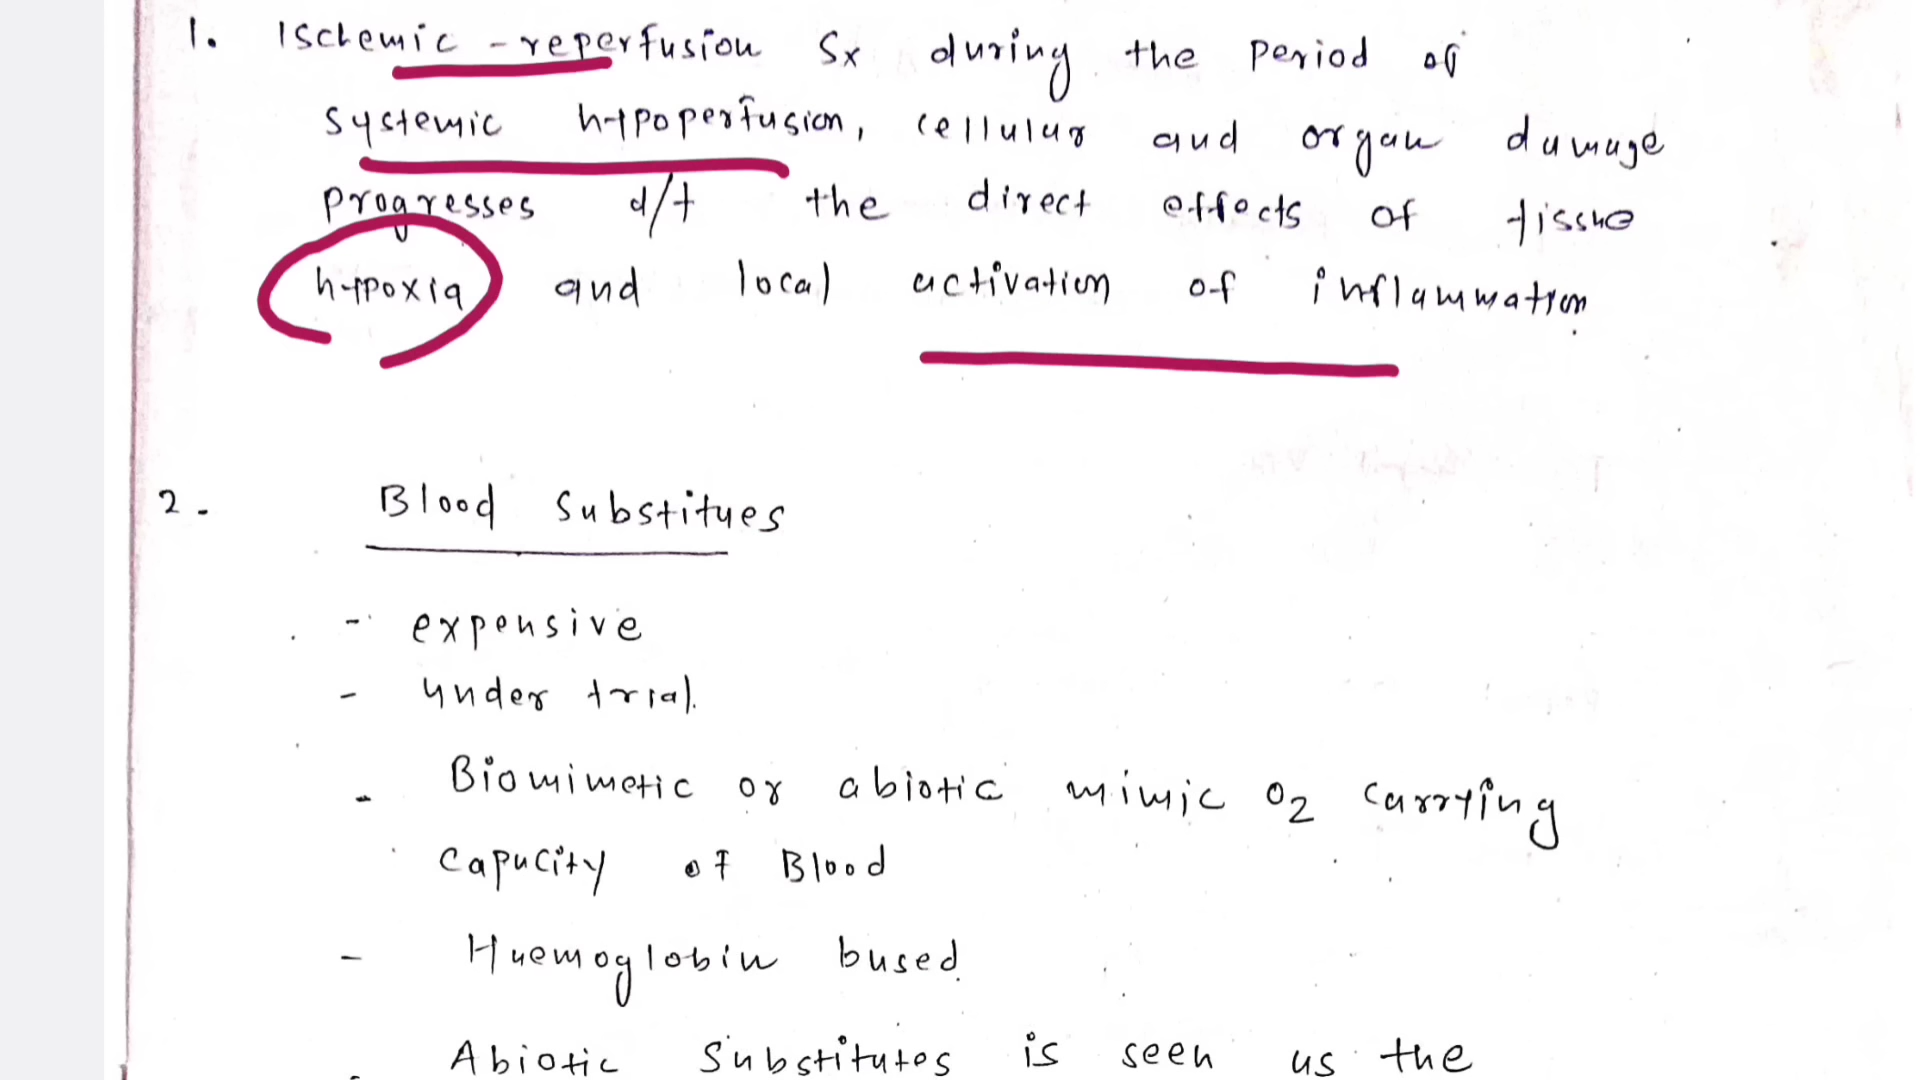 1. Ischemic - reperfusion Sx during the period of
systemic hypoperfusion, cellular and organ damage
progresses d/t the direct effects of tissue
hypoxia and local activation of inflammation
2. Blood Substitues
- expensive
- under trial.
- Biomimetic or abiotic mimic O2 carrying
capacity of Blood
- Haemoglobin based
. Abiotic Substitutes is seen as the